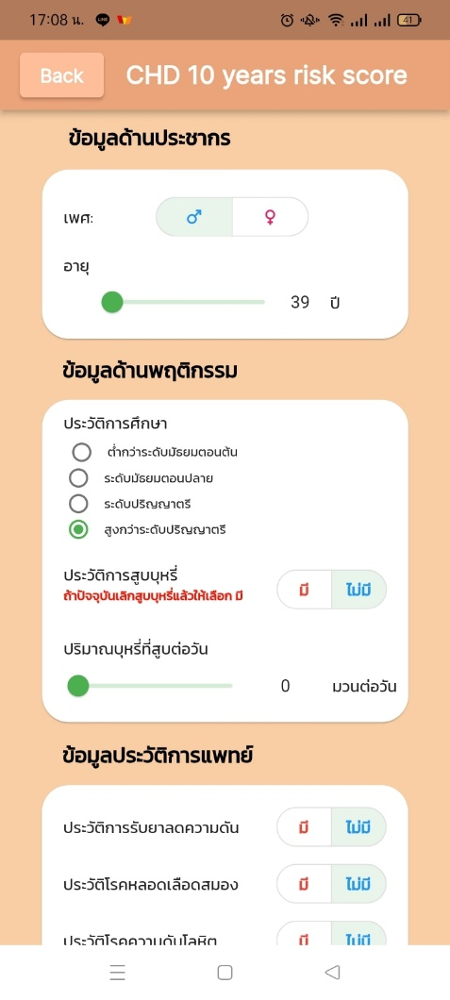 17:08 น.
LINE
41
Back
CHD 10 years risk score
ข้อมูลด้านประชากร
เพศ:
อายุ
39 ปี
ข้อมูลด้านพฤติกรรม
ประวัติการศึกษา
ต่ำกว่าระดับมัธยมตอนต้น
ระดับมัธยมตอนปลาย
ระดับปริญญาตรี
สูงกว่าระดับปริญญาตรี
ประวัติการสูบบุหรี่
มี ไม่มี
ถ้าปัจจุบันเลิกสูบบุหรี่แล้วให้เลือก มี
ปริมาณบุหรี่ที่สูบต่อวัน
0 มวนต่อวัน
ข้อมูลประวัติการแพทย์
ประวัติการรับยาลดความดัน มี ไม่มี
ประวัติโรคหลอดเลือดสมอง มี ไม่มี
ประวัติโรคความดันโลหิต มี ไม่มี